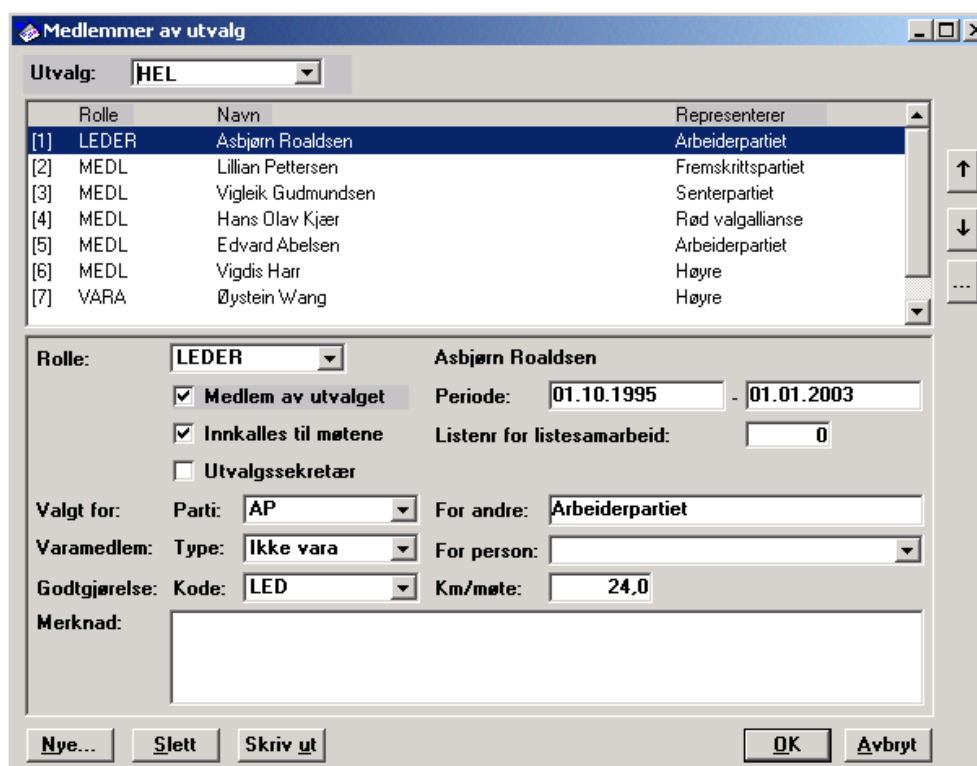 Medlemmer av utvalg
Utvalg: HEL
Rolle Navn Representerer
[1] LEDER Asbjørn Roaldsen Arbeiderpartiet
[2] MEDL Lillian Pettersen Fremskrittspartiet
[3] MEDL Vigleik Gudmundsen Senterpartiet
[4] MEDL Hans Olav Kjær Rød valgallianse
[5] MEDL Edvard Abelsen Arbeiderpartiet
[6] MEDL Vigdis Harr Høyre
[7] VARA Øystein Wang Høyre
...
Rolle: LEDER Asbjørn Roaldsen
Medlem av utvalget Periode: 01.10.1995 - 01.01.2003
Innkalles til møtene Listenr for listesamarbeid: 0
Utvalgssekretær
Valgt for: Parti: AP For andre: Arbeiderpartiet
Varamedlem: Type: Ikke vara For person:
Godtgjørelse: Kode: LED Km/møte: 24,0
Merknad:
Nye... Slett Skriv ut OK Avbryt